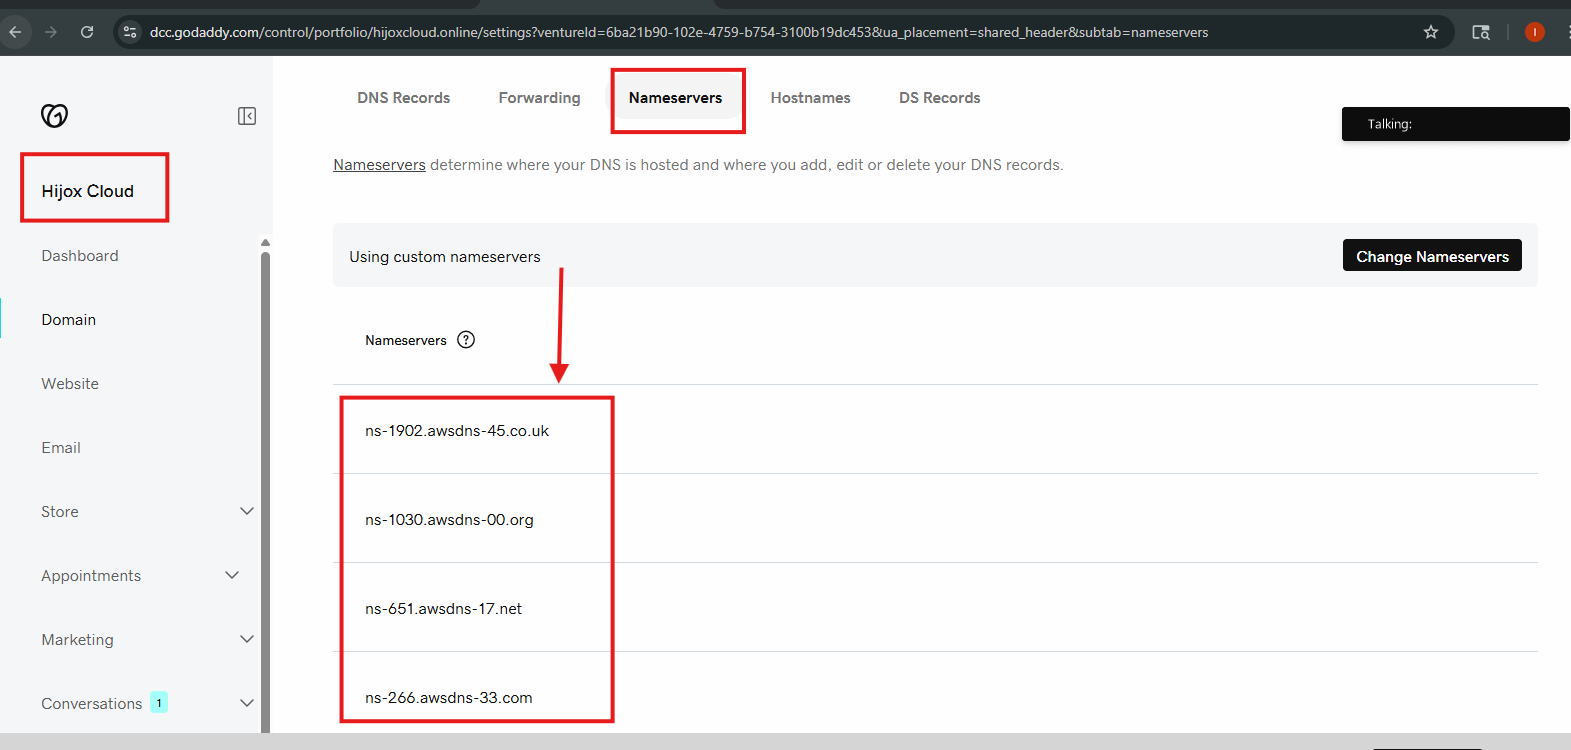 dcc.godaddy.com/control/portfolio/hijoxcloud.online/settings?ventureId=6ba21b90-102e-4759-b754-3100b19dc453&ua_placement=shared_header&subtab=nameservers
I
DNS Records Forwarding Nameservers Hostnames DS Records
Talking:
Nameservers determine where your DNS is hosted and where you add, edit or delete your DNS records.
Hijox Cloud
Dashboard
Domain
Website
Email
Store
Appointments
Marketing
Conversations 1
Using custom nameservers
Change Nameservers
Nameservers ?
ns-1902.awsdns-45.co.uk
ns-1030.awsdns-00.org
ns-651.awsdns-17.net
ns-266.awsdns-33.com